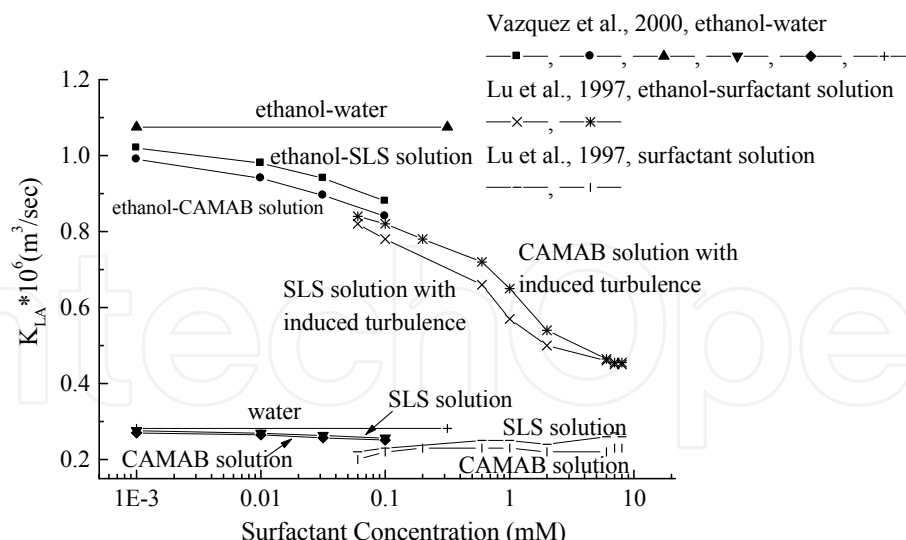 Vazquez et al., 2000, ethanol-water
, , , , ,
Lu et al., 1997, ethanol-surfactant solution
,
Lu et al., 1997, surfactant solution
,
1.2
1.0
0.8
0.6
0.4
0.2
K_LA*10^6(m^3/sec)
ethanol-water
ethanol-SLS solution
ethanol-CAMAB solution
CAMAB solution with
induced turbulence
SLS solution with
induced turbulence
water
SLS solution
SLS solution
CAMAB solution
CAMAB solution
1E-3 0.01 0.1 1 10
Surfactant Concentration (mM)
ntechOpe